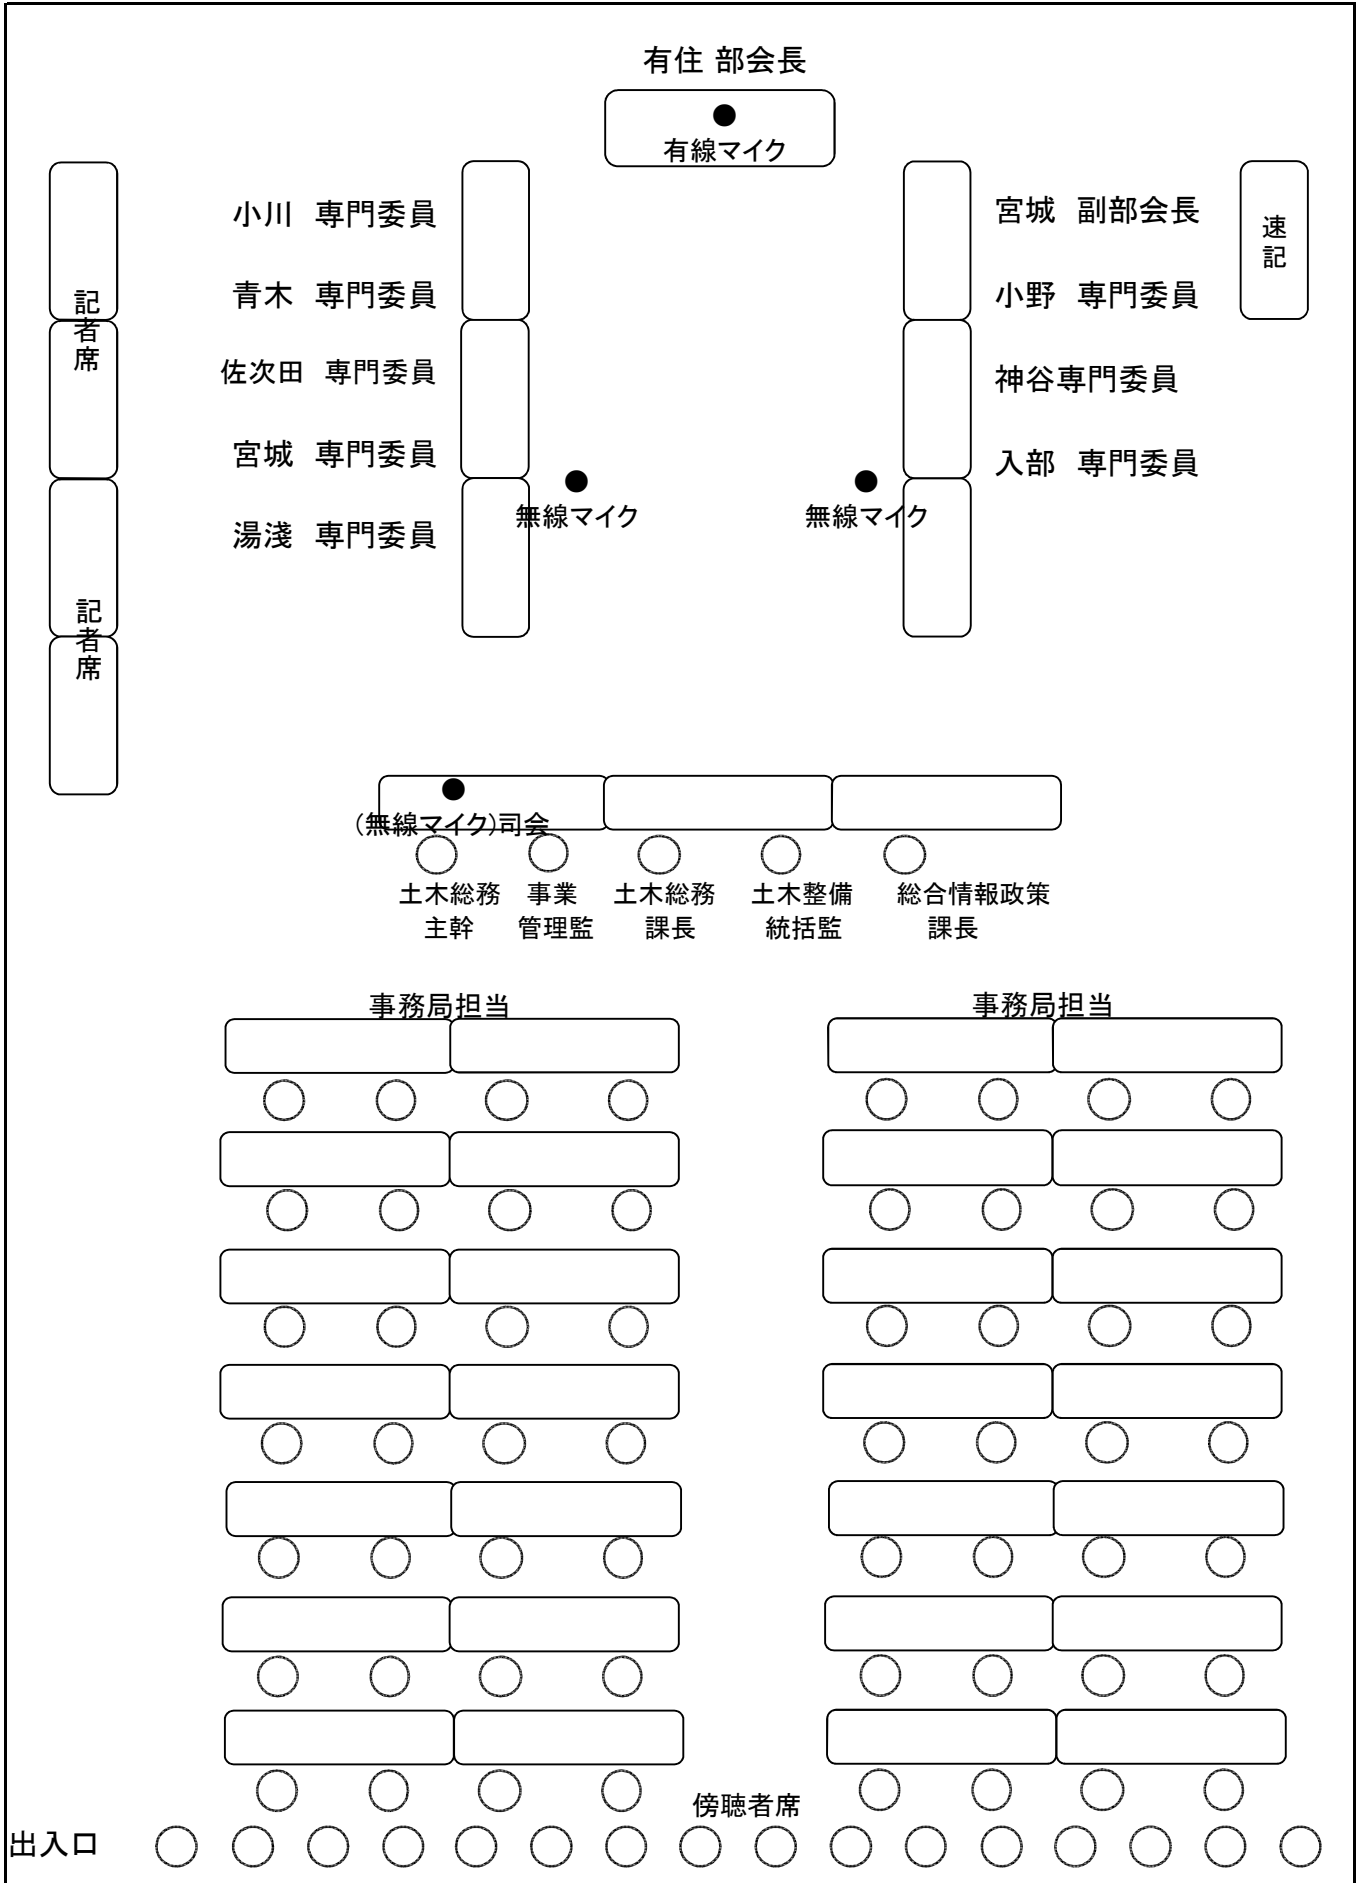 有住 部会長
有線マイク
小川 専門委員
青木 専門委員
佐次田 専門委員
宮城 専門委員
湯淺 専門委員
宮城 副部会長
小野 専門委員
神谷専門委員
入部 専門委員
速記
記者席
記者席
無線マイク
無線マイク
(無線マイク)司会
土木総務
主幹
事業
管理監
土木総務
課長
土木整備
統括監
総合情報政策
課長
事務局担当
事務局担当
傍聴者席
出入口